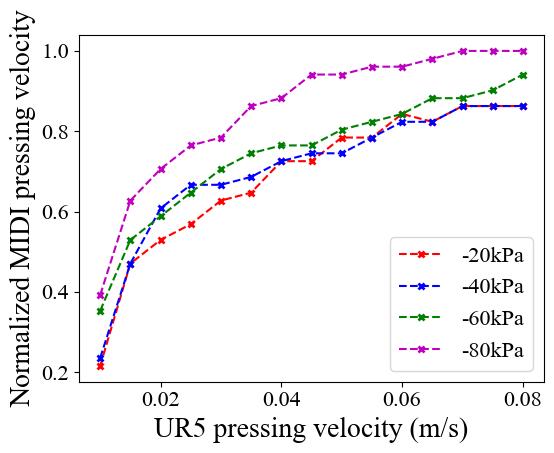 Normalized MIDI pressing velocity
1.0
0.8
0.6
0.4
0.2
0.02
0.04
0.06
0.08
UR5 pressing velocity (m/s)
-20kPa
-40kPa
-60kPa
-80kPa